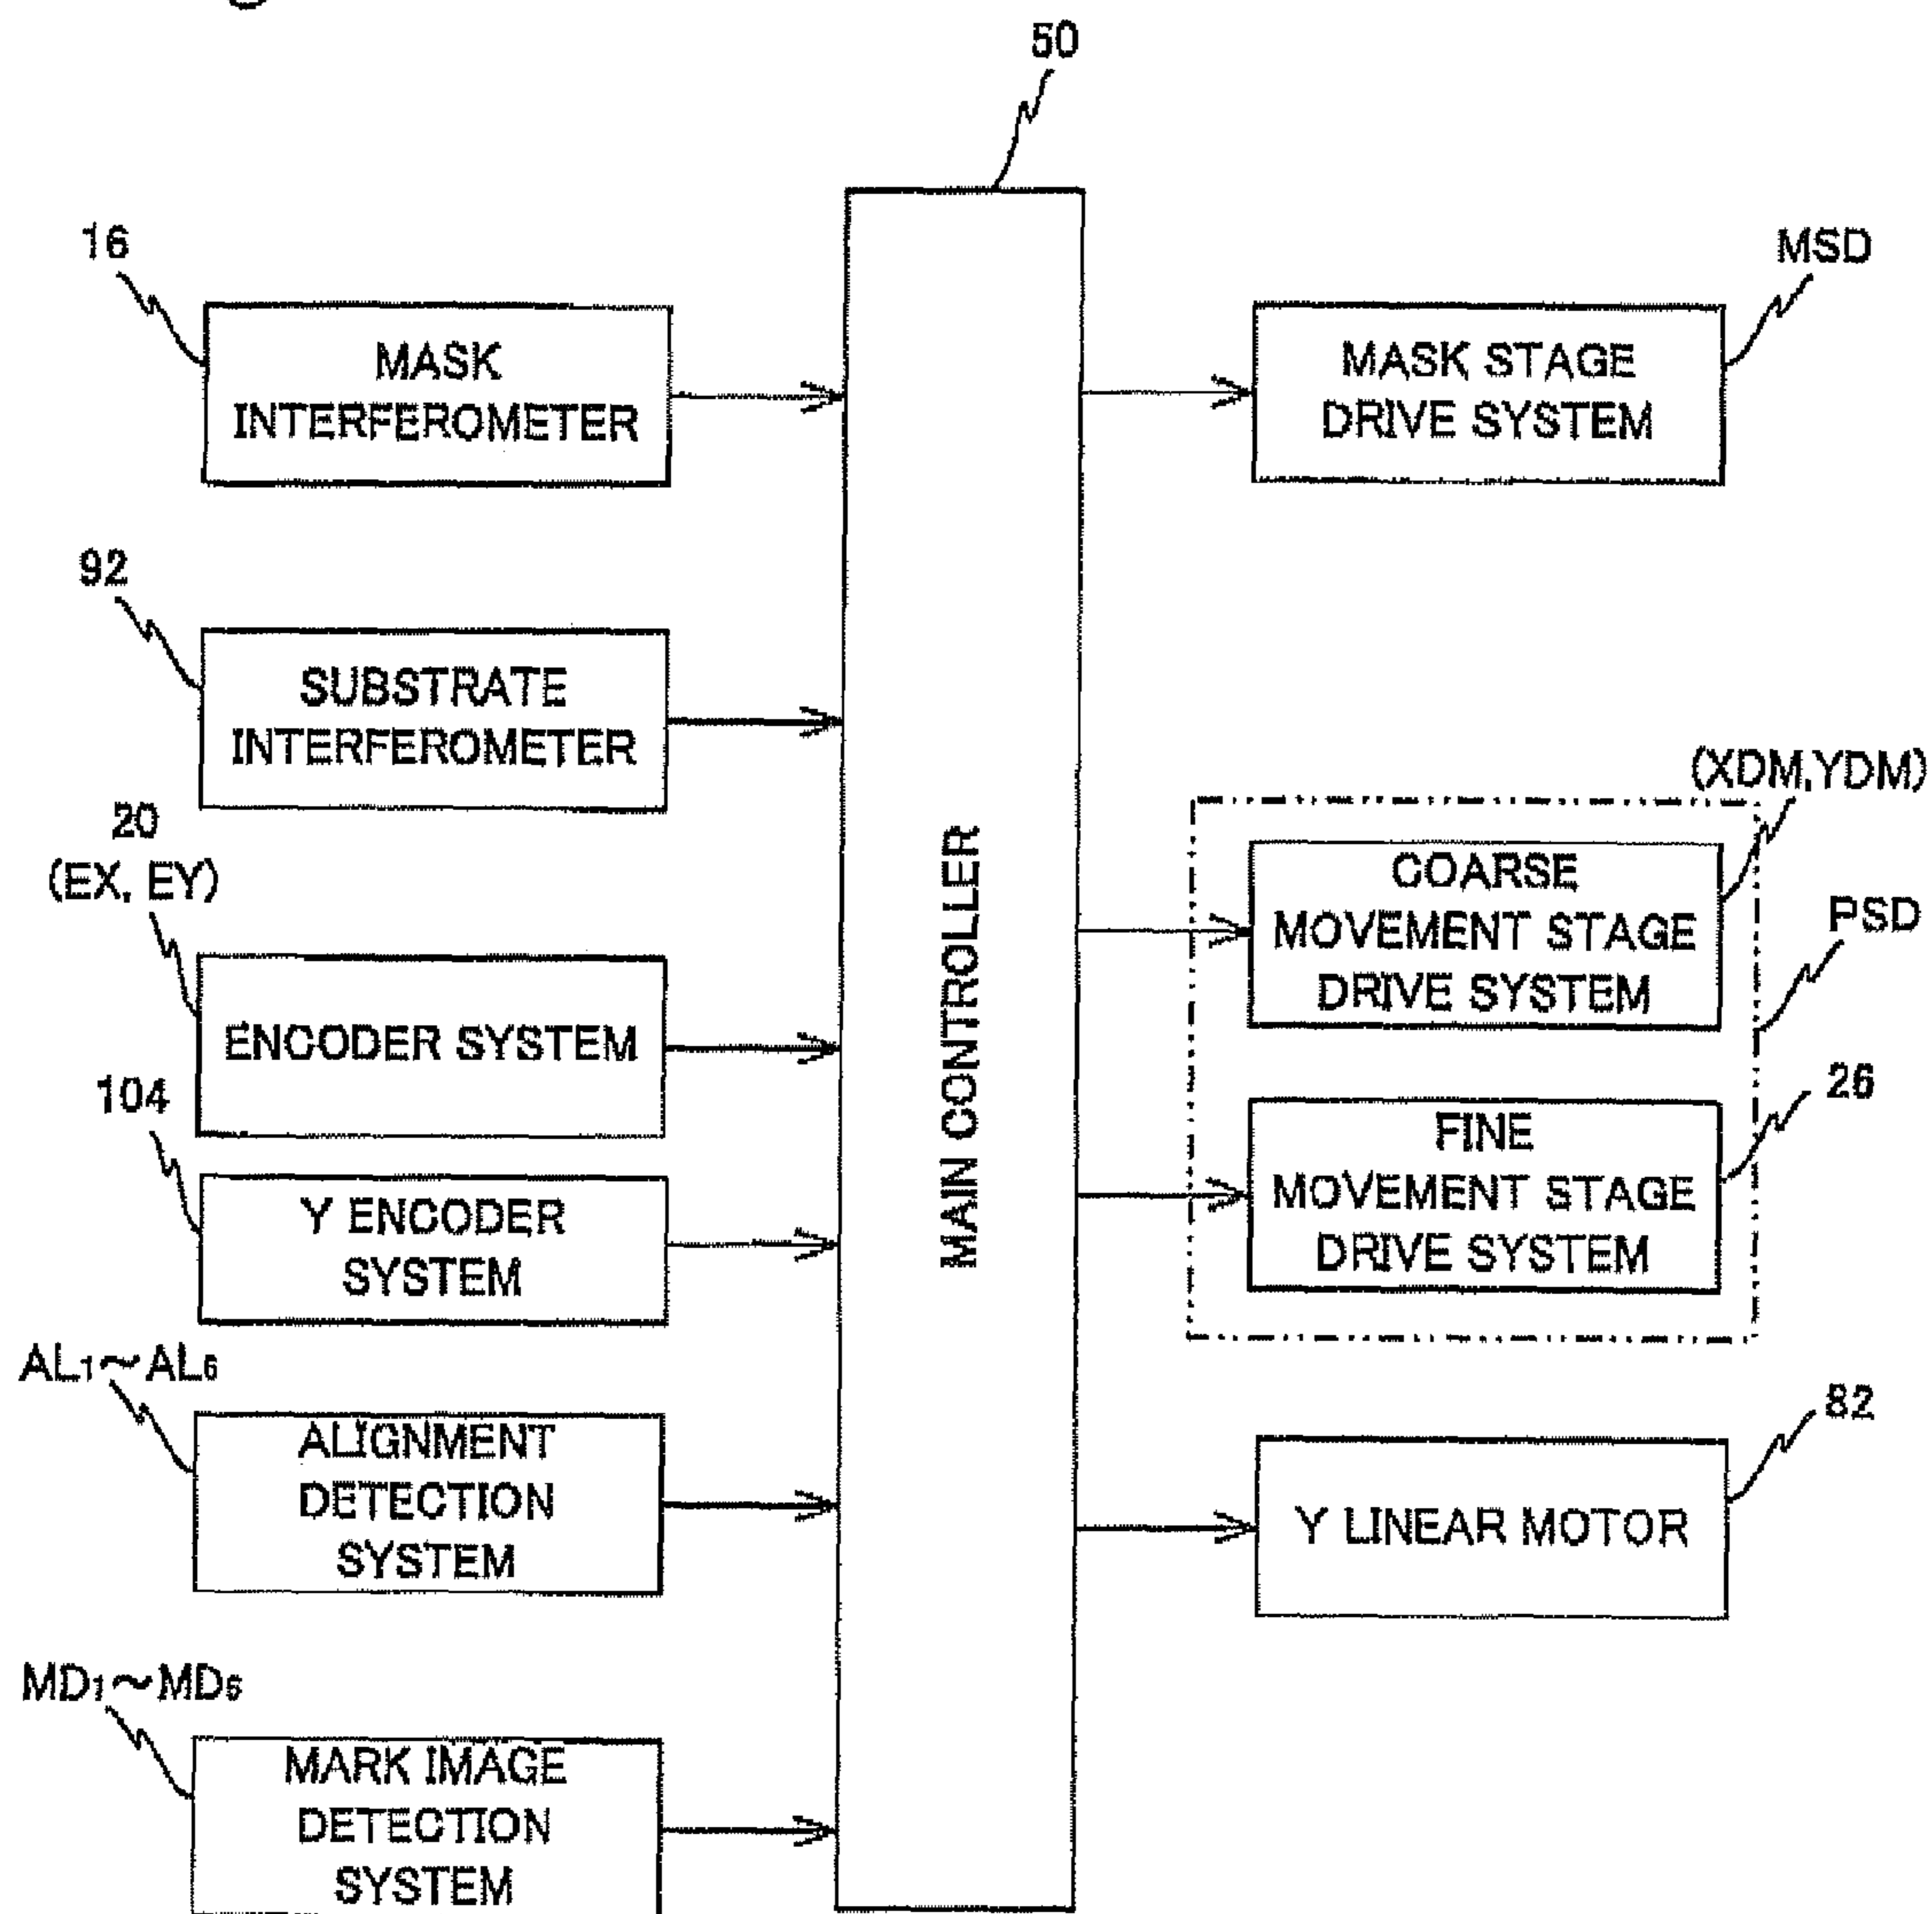 50
16
MASK
INTERFEROMETER
MSD
MASK STAGE
DRIVE SYSTEM
92
SUBSTRATE
INTERFEROMETER
20
(EX, EY)
ENCODER SYSTEM
104
Y ENCODER
SYSTEM
MAIN CONTROLLER
(XDM,YDM)
COARSE
MOVEMENT STAGE
DRIVE SYSTEM
PSD
26
FINE
MOVEMENT STAGE
DRIVE SYSTEM
AL1~AL6
ALIGNMENT
DETECTION
SYSTEM
82
Y LINEAR MOTOR
MD1~MD6
MARK IMAGE
DETECTION
SYSTEM